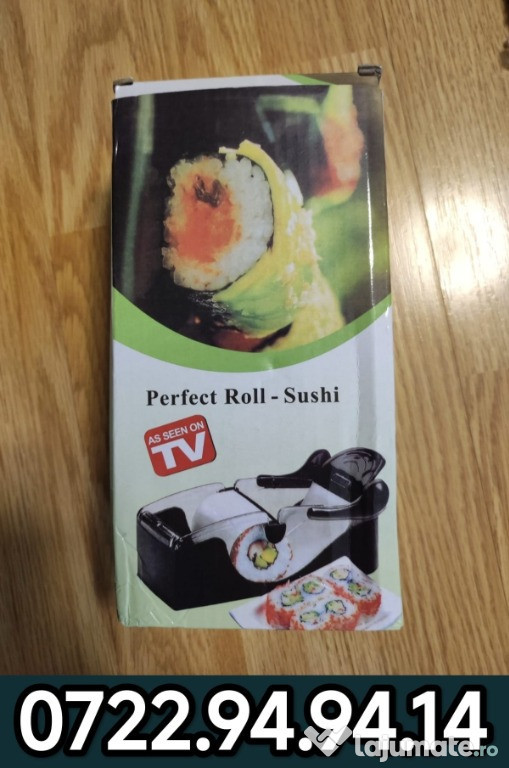 Perfect Roll - Sushi
AS SEEN ON
TV
0722.94.94.14
lajumate.ro